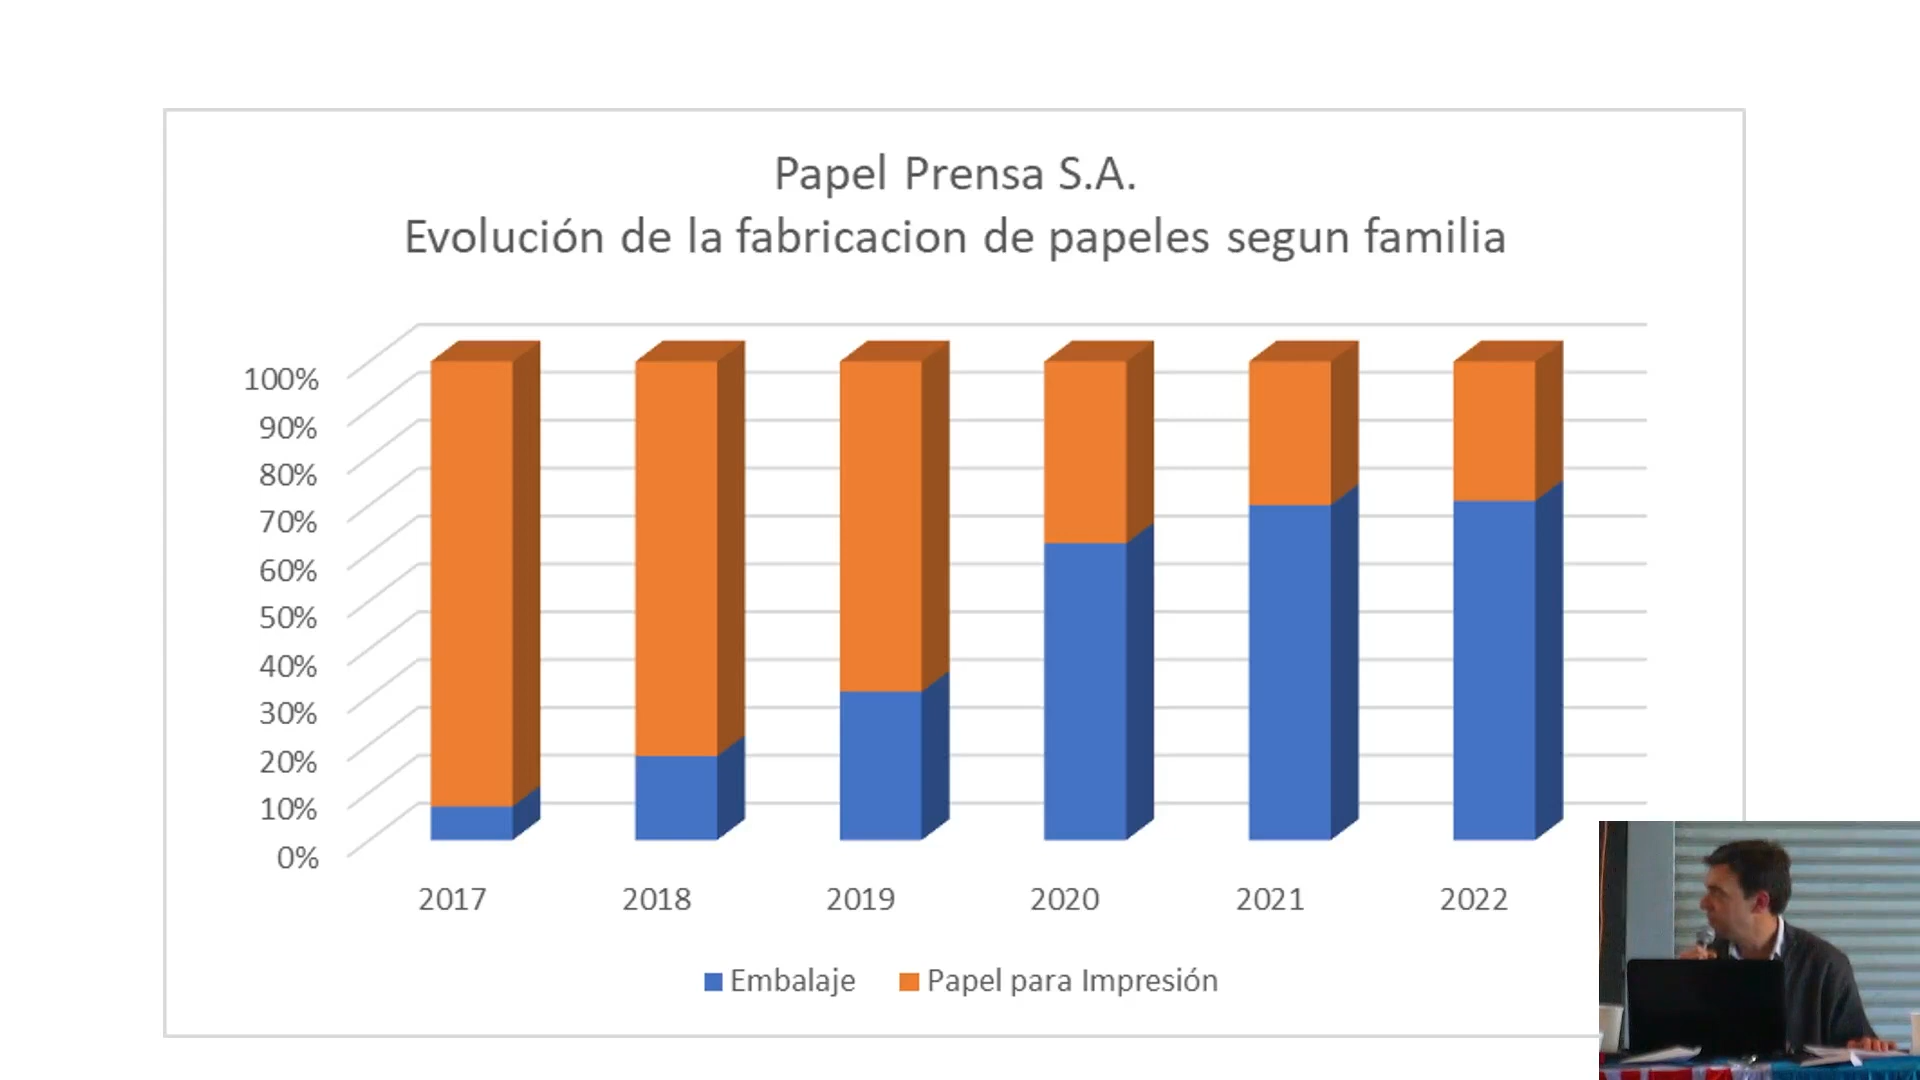 Papel Prensa S.A.
Evolución de la fabricacion de papeles segun familia
100%
90%
80%
70%
60%
50%
40%
30%
20%
10%
0%
2017 2018 2019 2020 2021 2022
Embalaje Papel para Impresión